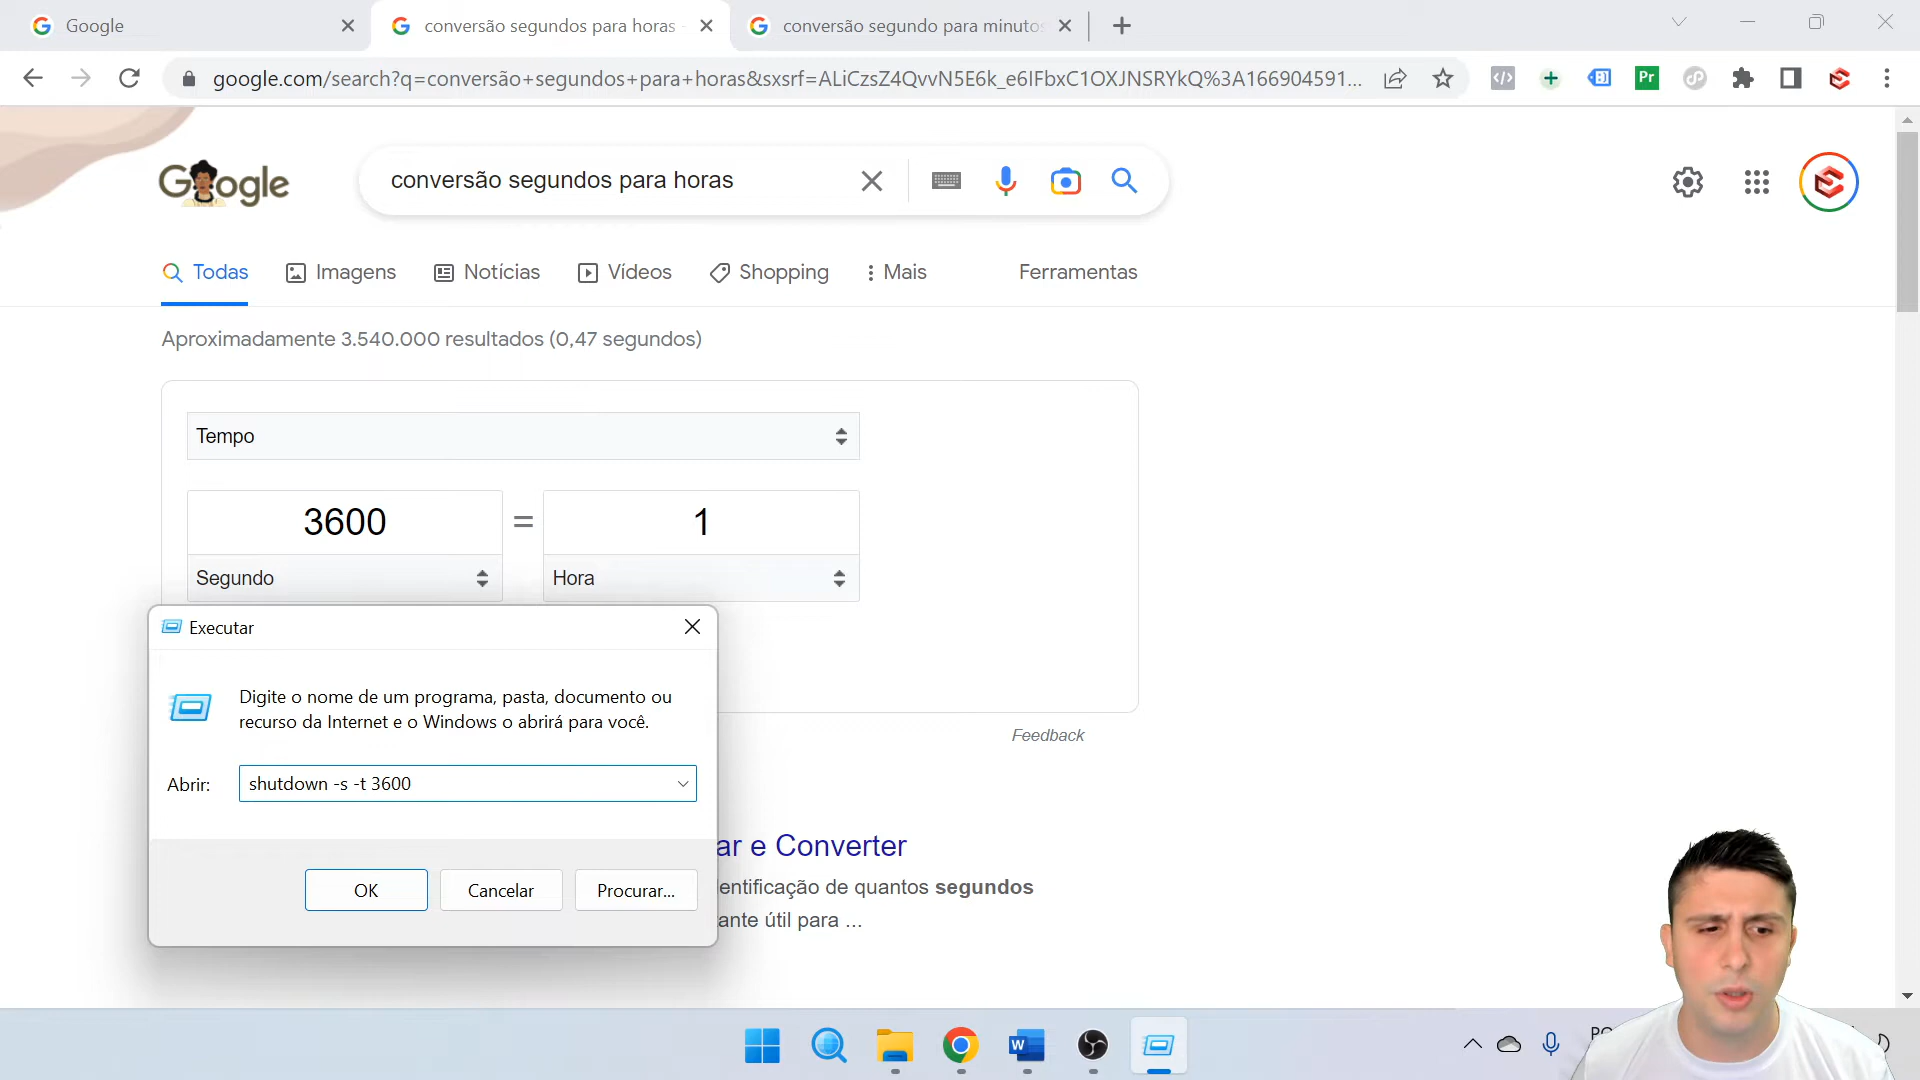 Google
conversão segundos para horas -
conversão segundo para minutos
google.com/search?q=conversão+segundos+para+horas&sxsrf=ALiCzsZ4QvvN5E6k_e6IFbxC1OXJNSRYkQ%3A166904591...
Pr
Google
conversão segundos para horas
Todas
Imagens
Notícias
Vídeos
Shopping
Mais
Ferramentas
Aproximadamente 3.540.000 resultados (0,47 segundos)
Tempo
3600
=
1
Segundo
Hora
Executar
Digite o nome de um programa, pasta, documento ou
recurso da Internet e o Windows o abrirá para você.
Feedback
Abrir:
shutdown -s -t 3600
ar e Converter
OK
Cancelar
Procurar...
entificação de quantos segundos
ante útil para ...
W